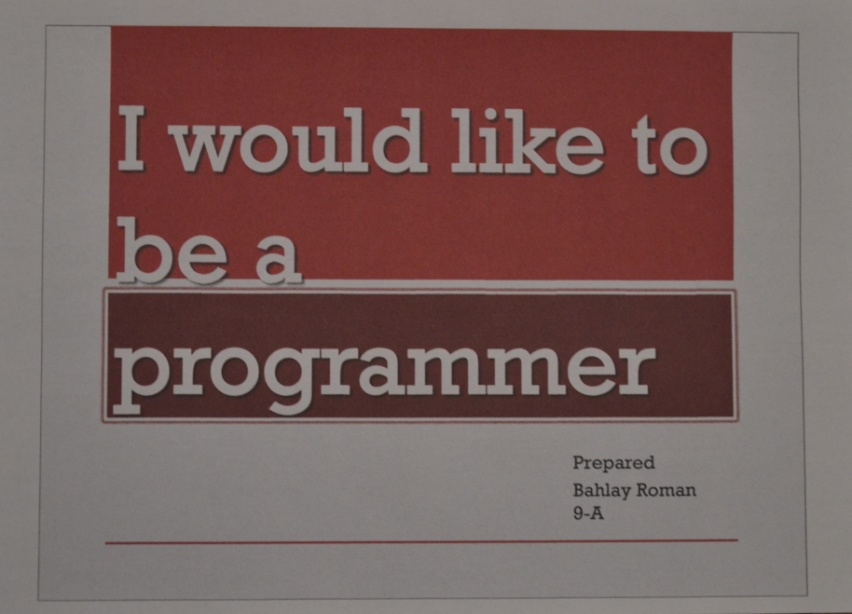 I would like to
be a
programmer
Prepared
Bahlay Roman
9-A